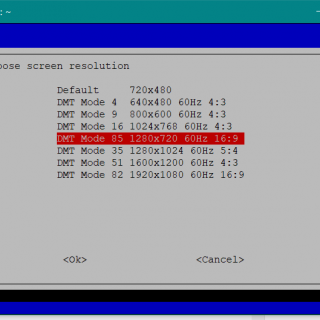 : ~
oose screen resolution
Default 720x480
DMT Mode 4 640x480 60Hz 4:3
DMT Mode 9 800x600 60Hz 4:3
DMT Mode 16 1024x768 60Hz 4:3
DMT Mode 85 1280x720 60Hz 16:9
DMT Mode 35 1280x1024 60Hz 5:4
DMT Mode 51 1600x1200 60Hz 4:3
DMT Mode 82 1920x1080 60Hz 16:9
<Ok> <Cancel>